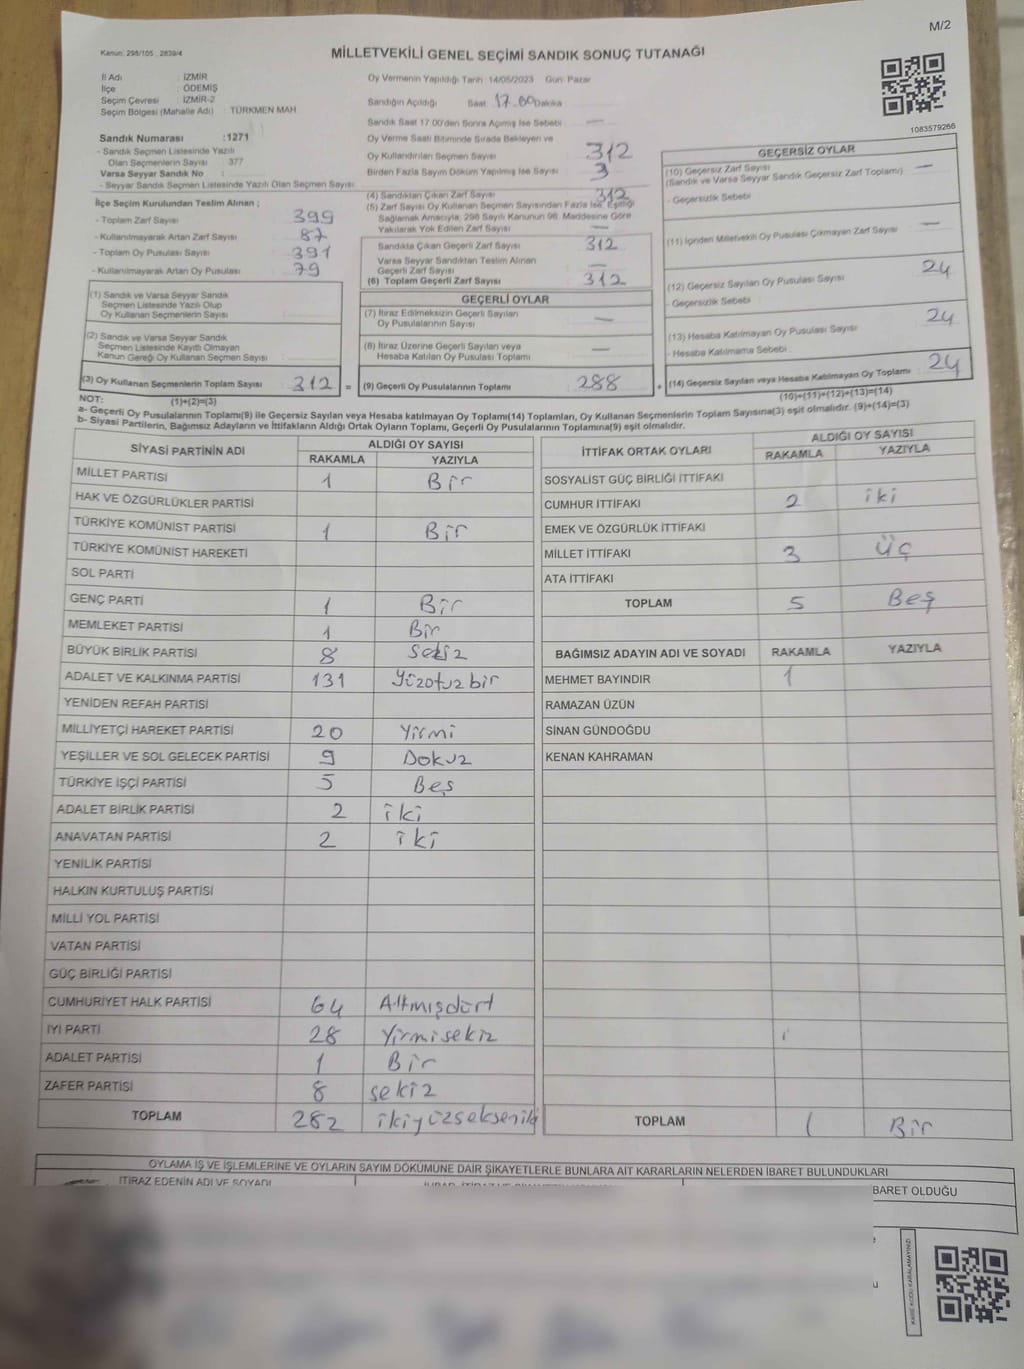 M/2
Kanun: 298/105 , 2839/4
MİLLETVEKİLİ GENEL SEÇİMİ SANDIK SONUÇ TUTANAĞI
İl Adı : İZMİR
İlçe : ÖDEMİŞ
Seçim Çevresi : İZMİR-2
Seçim Bölgesi (Mahalle Adı) : TÜRKMEN MAH
Sandık Numarası :1271
- Sandık Seçmen Listesinde Yazılı
Olan Seçmenlerin Sayısı : 377
Varsa Seyyar Sandık No :
- Seyyar Sandık Seçmen Listesinde Yazılı Olan Seçmen Sayısı:
İlçe Seçim Kurulundan Teslim Alınan ;
- Toplam Zarf Sayısı 399
- Kullanılmayarak Artan Zarf Sayısı 87
- Toplam Oy Pusulası Sayısı 391
- Kullanılmayarak Artan Oy Pusulası 79
(1) Sandık ve Varsa Seyyar Sandık
Seçmen Listesinde Yazılı Olup
Oy Kullanan Seçmenlerin Sayısı
(2) Sandık ve Varsa Seyyar Sandık
Seçmen Listesinde Kayıtlı Olmayan
Kanun Gereği Oy Kullanan Seçmen Sayısı :
(3) Oy Kullanan Seçmenlerin Toplam Sayısı 312 =
(1)+(2)=(3)
Oy Vermenin Yapıldığı Tarih :14/05/2023 Gün: Pazar
Sandığın Açıldığı Saat 17.00 Dakika
Sandık Saat 17.00'den Sonra Açılmış İse Sebebi —
Oy Verme Saati Bitiminde Sırada Bekleyen ve
Oy Kullandırılan Seçmen Sayısı 312
Birden Fazla Sayım Döküm Yapılmış İse Sayısı 3
(4) Sandıktan Çıkan Zarf Sayısı 312
(5) Zarf Sayısı Oy Kullanan Seçmen Sayısından Fazla İse, Eşitliği
Sağlamak Amacıyla, 298 Sayılı Kanunun 98. Maddesine Göre
Yakılarak Yok Edilen Zarf Sayısı —
Sandıkta Çıkan Geçerli Zarf Sayısı 312
Varsa Seyyar Sandıktan Teslim Alınan
Geçerli Zarf Sayısı —
(6) Toplam Geçerli Zarf Sayısı 312
GEÇERLİ OYLAR
(7) İtiraz Edilmeksizin Geçerli Sayılan
Oy Pusulalarının Sayısı —
(8) İtiraz Üzerine Geçerli Sayılan veya
Hesaba Katılan Oy Pusulası Toplamı —
(9) Geçerli Oy Pusulalarının Toplamı 288 +
1083579266
GEÇERSİZ OYLAR
(10) Geçersiz Zarf Sayısı —
(Sandık ve Varsa Seyyar Sandık Geçersiz Zarf Toplamı)
- Geçersizlik Sebebi
(11) İçinden Milletvekili Oy Pusulası Çıkmayan Zarf Sayısı —
(12) Geçersiz Sayılan Oy Pusulası Sayısı 24
- Geçersizlik Sebebi
(13) Hesaba Katılmayan Oy Pusulası Sayısı 24
- Hesaba Katılmama Sebebi :
(14) Geçersiz Sayılan veya Hesaba Katılmayan Oy Toplamı 24
(10)+(11)+(12)+(13)=(14)
NOT:
a- Geçerli Oy Pusulaları Toplamı(9) ile Geçersiz Sayılan veya Hesaba katılmayan Oy Toplamı(14) Toplamları, Oy Kullanan Seçmenlerin Toplam Sayısına(3) eşit olmalıdır. (9)+(14)=(3)
b- Siyasi Partilerin, Bağımsız Adayların ve İttifakların Aldığı Ortak Oyların Toplamı, Geçerli Oy Pusulalarının Toplamına(9) eşit olmalıdır.
SİYASİ PARTİNİN ADI ALDIĞI OY SAYISI
RAKAMLA YAZIYLA
MİLLET PARTİSİ 1 Bir
HAK VE ÖZGÜRLÜKLER PARTİSİ
TÜRKİYE KOMÜNİST PARTİSİ 1 Bir
TÜRKİYE KOMÜNİST HAREKETİ
SOL PARTİ
GENÇ PARTİ 1 Bir
MEMLEKET PARTİSİ 1 Bir
BÜYÜK BİRLİK PARTİSİ 8 sekiz
ADALET VE KALKINMA PARTİSİ 131 Yüzotuzbir
YENİDEN REFAH PARTİSİ
MİLLİYETÇİ HAREKET PARTİSİ 20 Yirmi
YEŞİLLER VE SOL GELECEK PARTİSİ 9 Dokuz
TÜRKİYE İŞÇİ PARTİSİ 5 Beş
ADALET BİRLİK PARTİSİ 2 iki
ANAVATAN PARTİSİ 2 iki
YENİLİK PARTİSİ
HALKIN KURTULUŞ PARTİSİ
MİLLİ YOL PARTİSİ
VATAN PARTİSİ
GÜÇ BİRLİĞİ PARTİSİ
CUMHURİYET HALK PARTİSİ 64 Altmışdört
İYİ PARTİ 28 Yirmisekiz
ADALET PARTİSİ 1 Bir
ZAFER PARTİSİ 8 sekiz
TOPLAM 282 ikiyüzsekseniki
İTTİFAK ORTAK OYLARI ALDIĞI OY SAYISI
RAKAMLA YAZIYLA
SOSYALİST GÜÇ BİRLİĞİ İTTİFAKI
CUMHUR İTTİFAKI 2 iki
EMEK VE ÖZGÜRLÜK İTTİFAKI
MİLLET İTTİFAKI 3 üç
ATA İTTİFAKI
TOPLAM 5 Beş
BAĞIMSIZ ADAYIN ADI VE SOYADI RAKAMLA YAZIYLA
MEHMET BAYINDIR 1
RAMAZAN ÜZÜN
SİNAN GÜNDOĞDU
KENAN KAHRAMAN
TOPLAM 1 Bir
OYLAMA İŞ VE İŞLEMLERİNE VE OYLARIN SAYIM DÖKÜMÜNE DAİR ŞİKAYETLERLE BUNLARA AİT KARARLARIN NELERDEN İBARET BULUNDUKLARI
İTİRAZ EDENİN ADI VE SOYADI
BARET OLDUĞU
KARE KODU KARALAMAYINIZ!